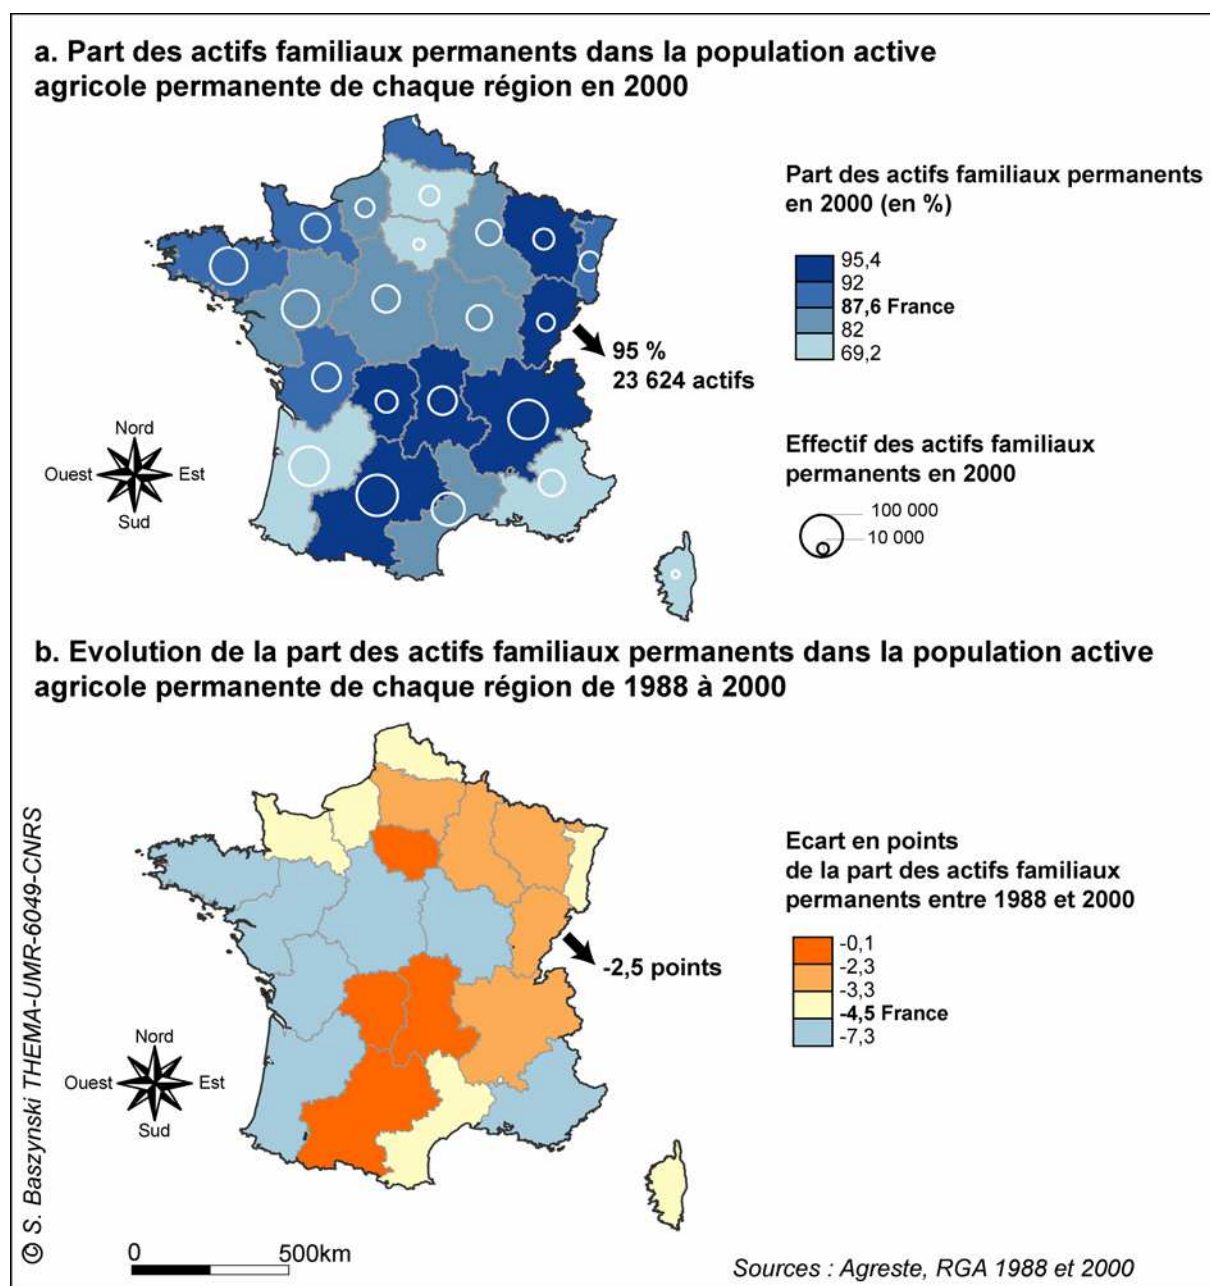 a. Part des actifs familiaux permanents dans la population active
agricole permanente de chaque région en 2000
Part des actifs familiaux permanents
en 2000 (en %)
95,4
92
87,6 France
82
69,2
95 %
23 624 actifs
Nord
Ouest
Est
Sud
Effectif des actifs familiaux
permanents en 2000
100 000
10 000
b. Evolution de la part des actifs familiaux permanents dans la population active
agricole permanente de chaque région de 1988 à 2000
Ecart en points
de la part des actifs familiaux
permanents entre 1988 et 2000
-0,1
-2,3
-3,3
-4,5 France
-7,3
-2,5 points
Nord
Ouest
Est
Sud
© S. Baszynski THEMA-UMR-6049-CNRS
0
500km
Sources : Agreste, RGA 1988 et 2000